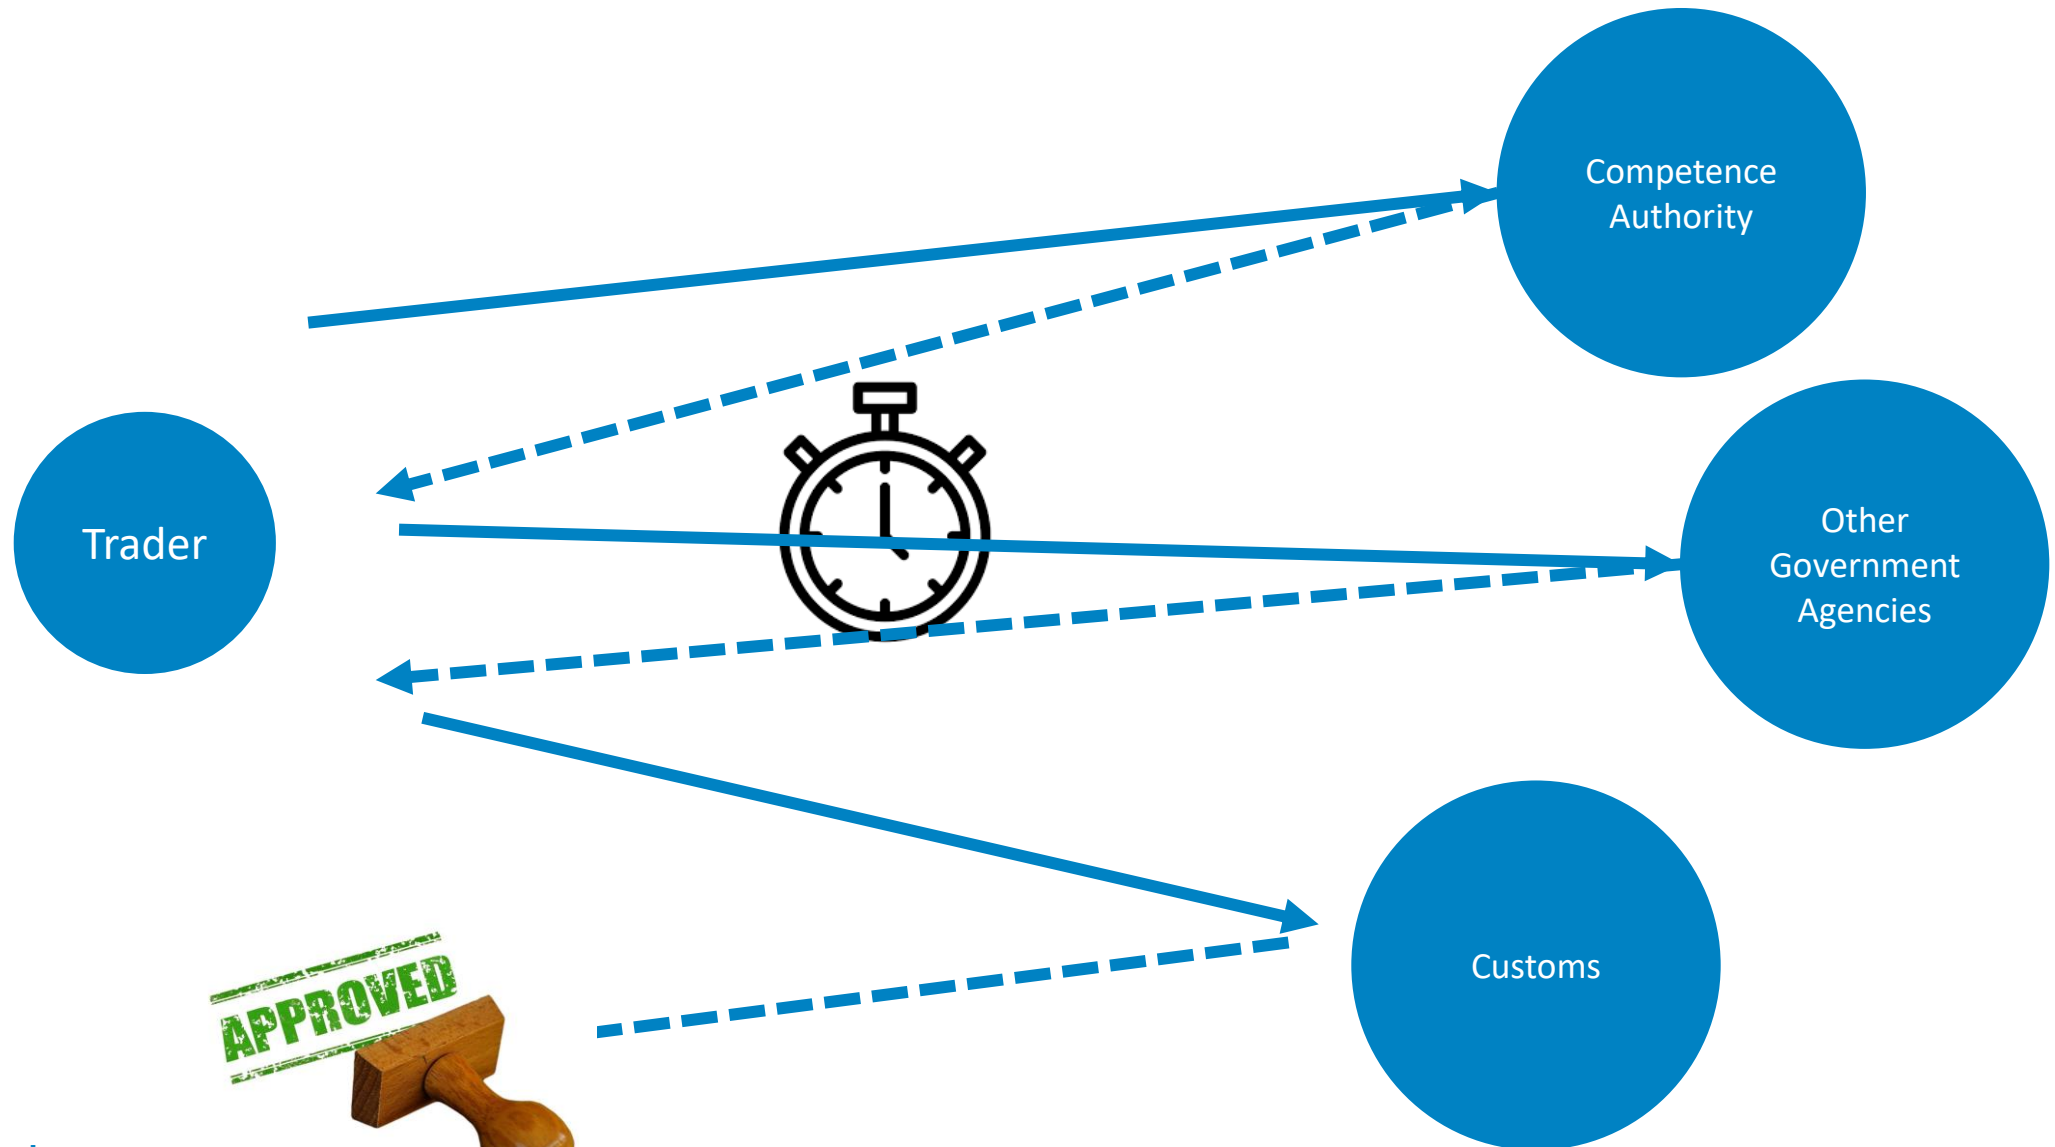 Competence
Authority
Trader
Other
Government
Agencies
Customs
APPROVED